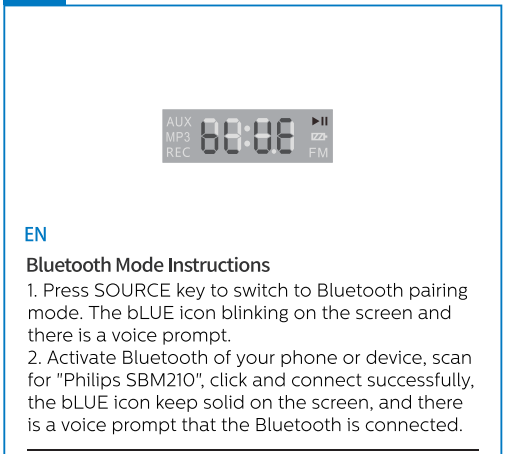 AUX
MP3
REC
bLUE
FM
EN
Bluetooth Mode Instructions
1. Press SOURCE key to switch to Bluetooth pairing
mode. The bLUE icon blinking on the screen and
there is a voice prompt.
2. Activate Bluetooth of your phone or device, scan
for "Philips SBM210", click and connect successfully,
the bLUE icon keep solid on the screen, and there
is a voice prompt that the Bluetooth is connected.